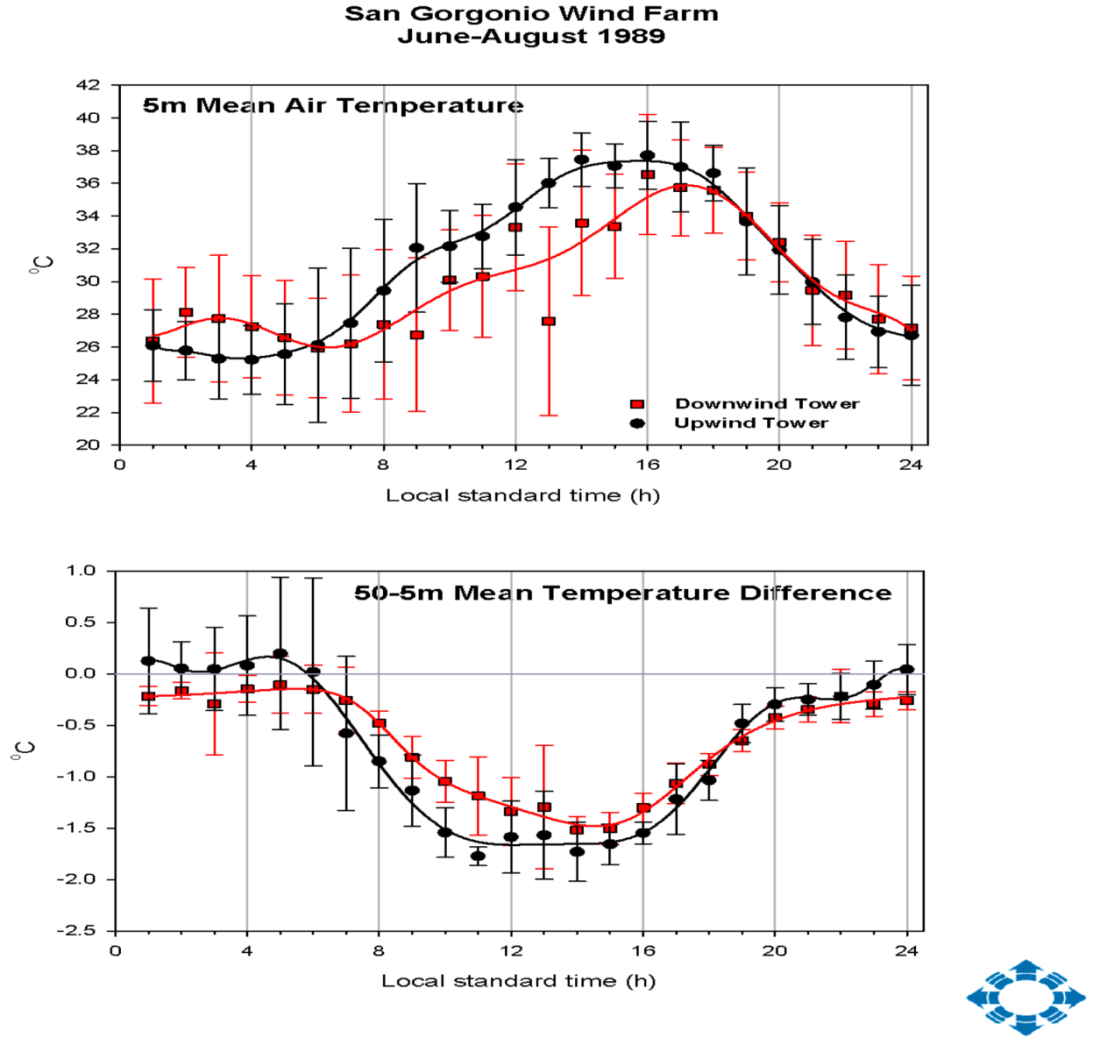 San Gorgonio Wind Farm
June-August 1989
5m Mean Air Temperature
42
40
38
36
34
32
30
28
26
24
22
20
°C
Downwind Tower
Upwind Tower
0 4 8 12 16 20 24
Local standard time (h)
50-5m Mean Temperature Difference
1.0
0.5
0.0
-0.5
-1.0
-1.5
-2.0
-2.5
°C
0 4 8 12 16 20 24
Local standard time (h)